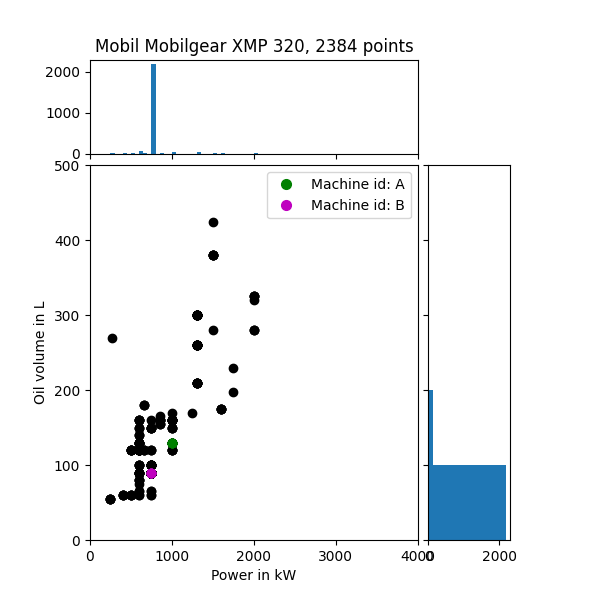 Mobil Mobilgear XMP 320, 2384 points
2000
1000
0
500
400
300
200
100
0
Oil volume in L
Machine id: A
Machine id: B
0 1000 2000 3000 4000
0 2000
Power in kW